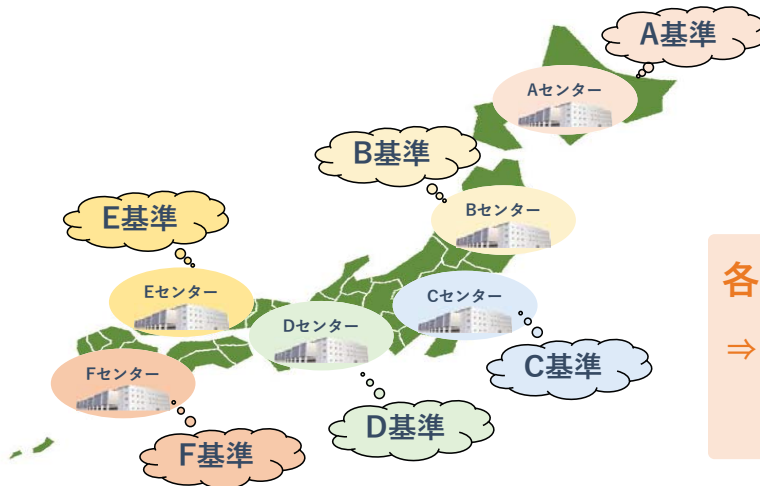 A基準
Aセンター
B基準
Bセンター
E基準
Eセンター
Cセンター
Dセンター
C基準
Fセンター
D基準
F基準
各
⇒